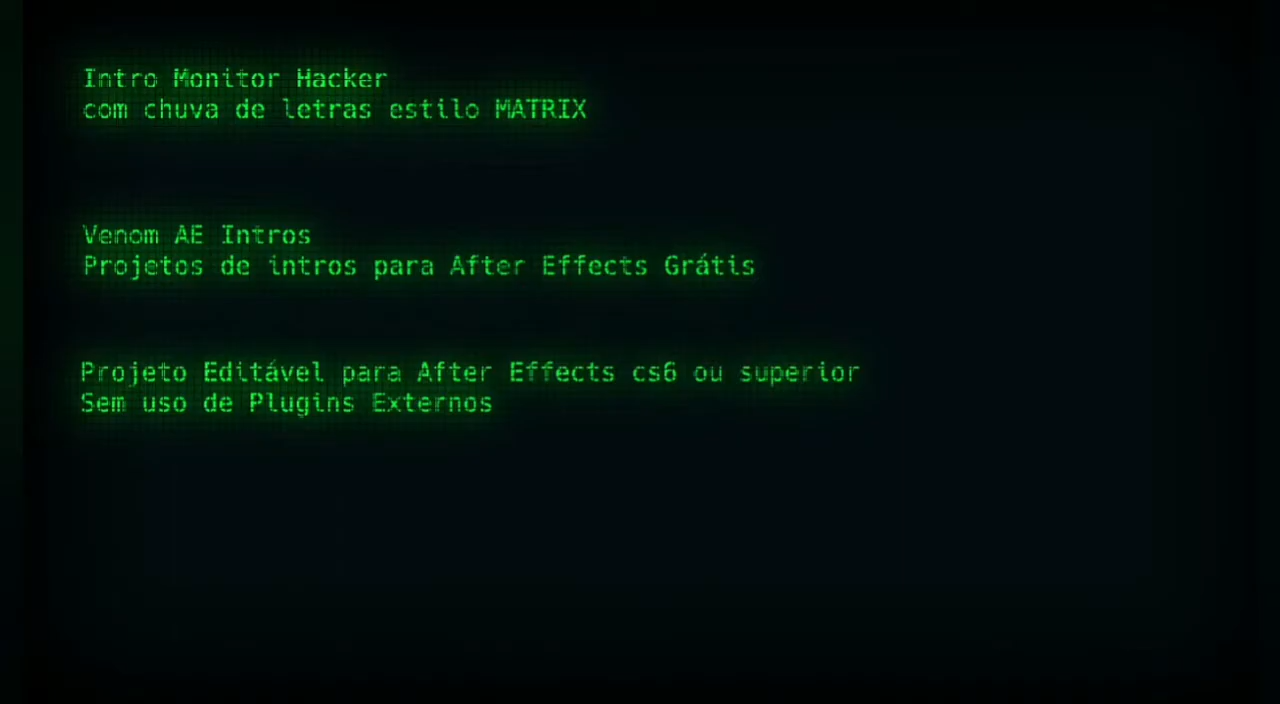 Intro Monitor Hacker
com chuva de letras estilo MATRIX
Venom AE Intros
Projetos de intros para After Effects Grátis
Projeto Editável para After Effects cs6 ou superior
Sem uso de Plugins Externos